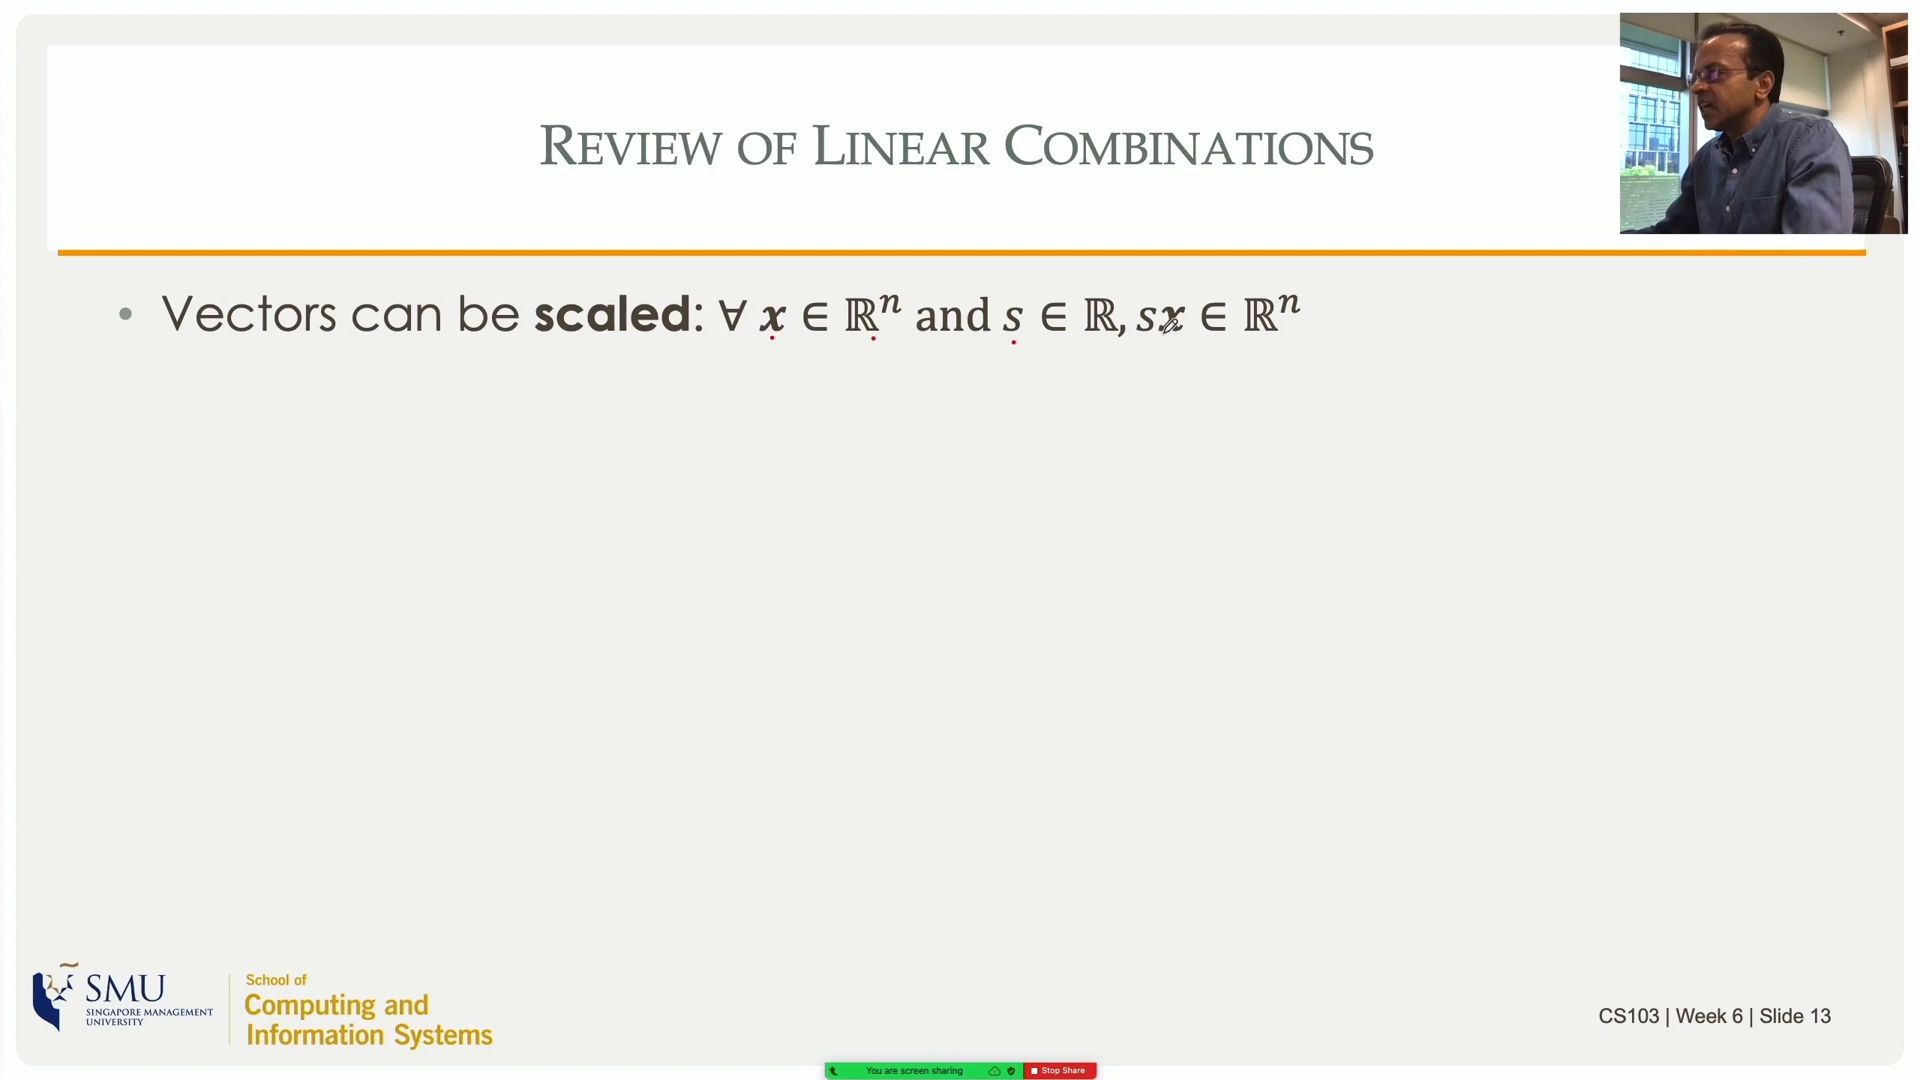 REVIEW OF LINEAR COMBINATIONS
• Vectors can be scaled: ∀ x ∈ ℝⁿ and s ∈ ℝ, sx ∈ ℝⁿ
SMU
SINGAPORE MANAGEMENT
UNIVERSITY
School of
Computing and
Information Systems
CS103 | Week 6 | Slide 13
You are screen sharing
Stop Share